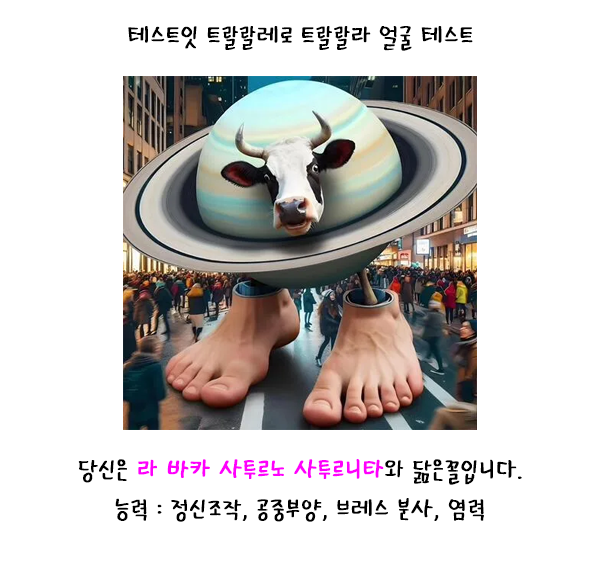 테스트잇 트랄랄레로 트랄랄라 얼굴 테스트
당신은 라 바카 사투르노 사투르니타와 닮은꼴입니다.
능력 : 정신조작, 공중부양, 브레스 분사, 염력